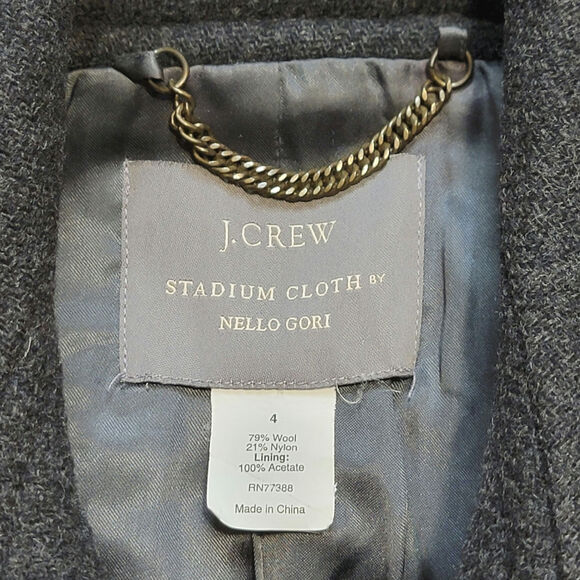 J.CREW
STADIUM CLOTH BY
NELLO GORI
4
79% Wool
21% Nylon
Lining:
100% Acetate
RN77388
Made in China